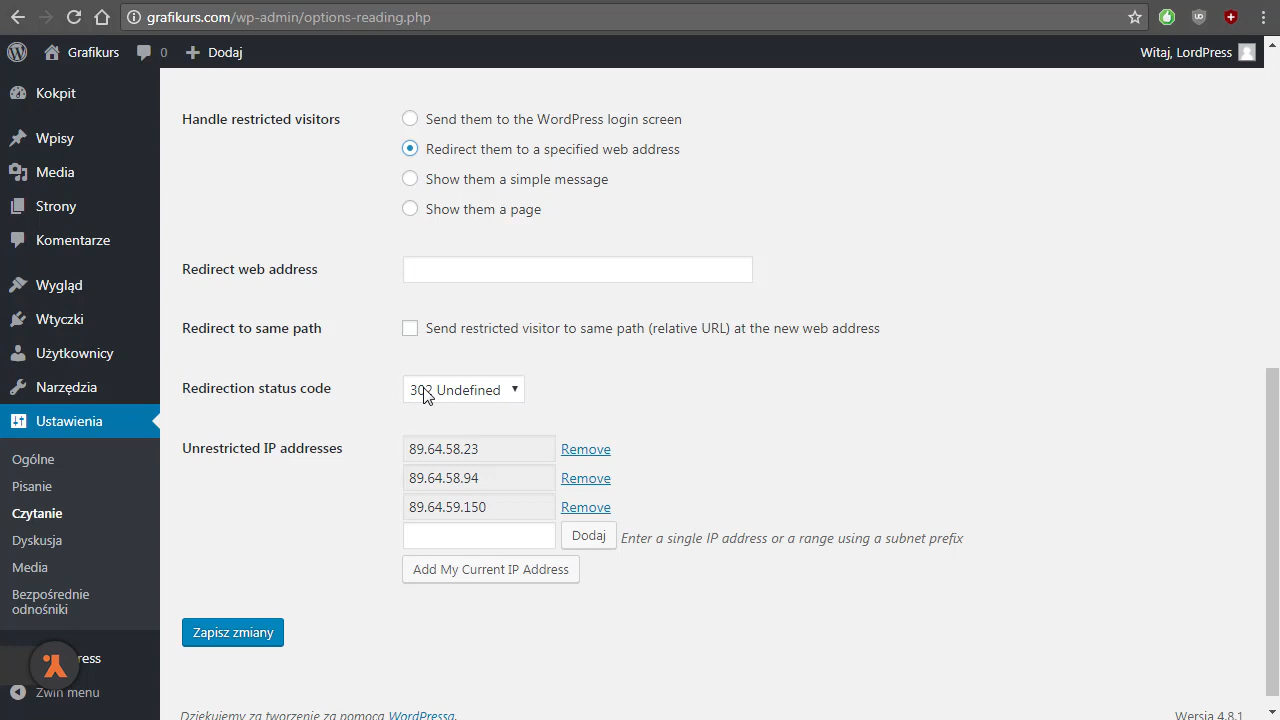 grafikurs.com/wp-admin/options-reading.php
Grafikurs 0 Dodaj Witaj, LordPress
Kokpit
Wpisy
Media
Strony
Komentarze
Wygląd
Wtyczki
Użytkownicy
Narzędzia
Ustawienia
Ogólne
Pisanie
Czytanie
Dyskusja
Media
Bezpośrednie
odnośniki
Zwiń menu
Handle restricted visitors
Send them to the WordPress login screen
Redirect them to a specified web address
Show them a simple message
Show them a page
Redirect web address
Redirect to same path
Send restricted visitor to same path (relative URL) at the new web address
Redirection status code
302 Undefined
Unrestricted IP addresses
89.64.58.23 Remove
89.64.58.94 Remove
89.64.59.150 Remove
Dodaj Enter a single IP address or a range using a subnet prefix
Add My Current IP Address
Zapisz zmiany
Dziękujemy za tworzenie za pomocą WordPressa.
Wersja 4.8.1